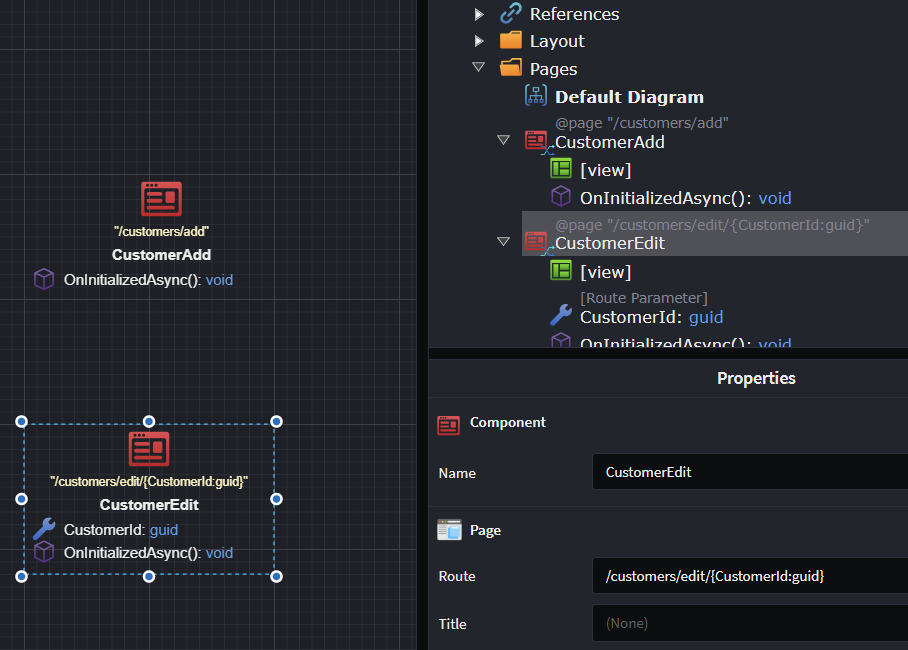 "/customers/add"
CustomerAdd
OnInitializedAsync(): void
"/customers/edit/{CustomerId:guid}"
CustomerEdit
CustomerId: guid
OnInitializedAsync(): void
References
Layout
Pages
Default Diagram
@page "/customers/add"
CustomerAdd
[view]
OnInitializedAsync(): void
@page "/customers/edit/{CustomerId:guid}"
CustomerEdit
[view]
[Route Parameter]
CustomerId: guid
OnInitializedAsync(): void
Properties
Component
Name CustomerEdit
Page
Route /customers/edit/{CustomerId:guid}
Title (None)